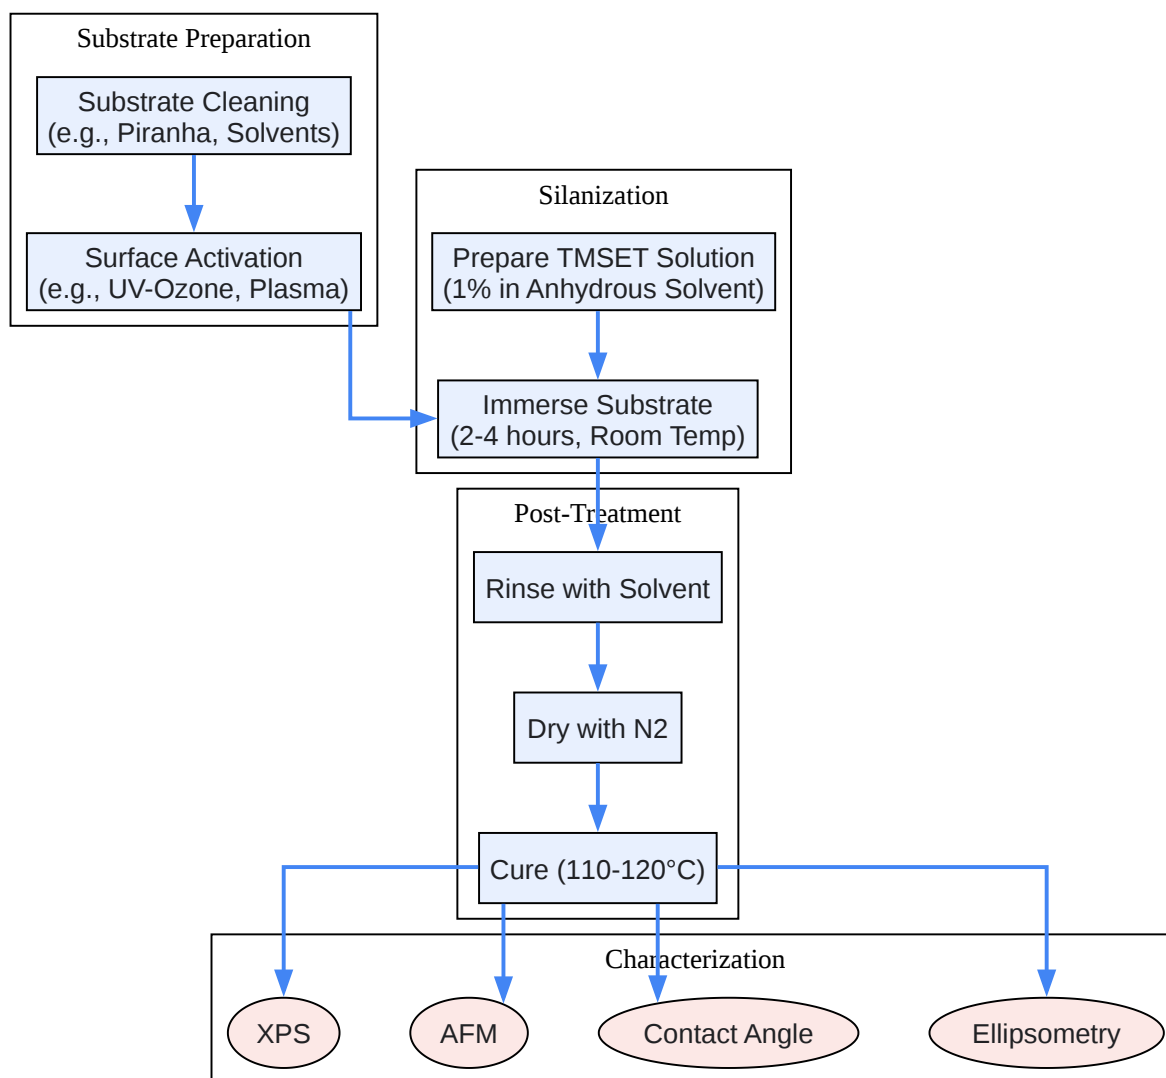 Substrate Preparation
Substrate Cleaning
(e.g., Piranha, Solvents)
Surface Activation
(e.g., UV-Ozone, Plasma)
Silanization
Prepare TMSET Solution
(1% in Anhydrous Solvent)
Immerse Substrate
(2-4 hours, Room Temp)
Post-Treatment
Rinse with Solvent
Dry with N2
Cure (110-120°C)
Characterization
XPS
AFM
Contact Angle
Ellipsometry